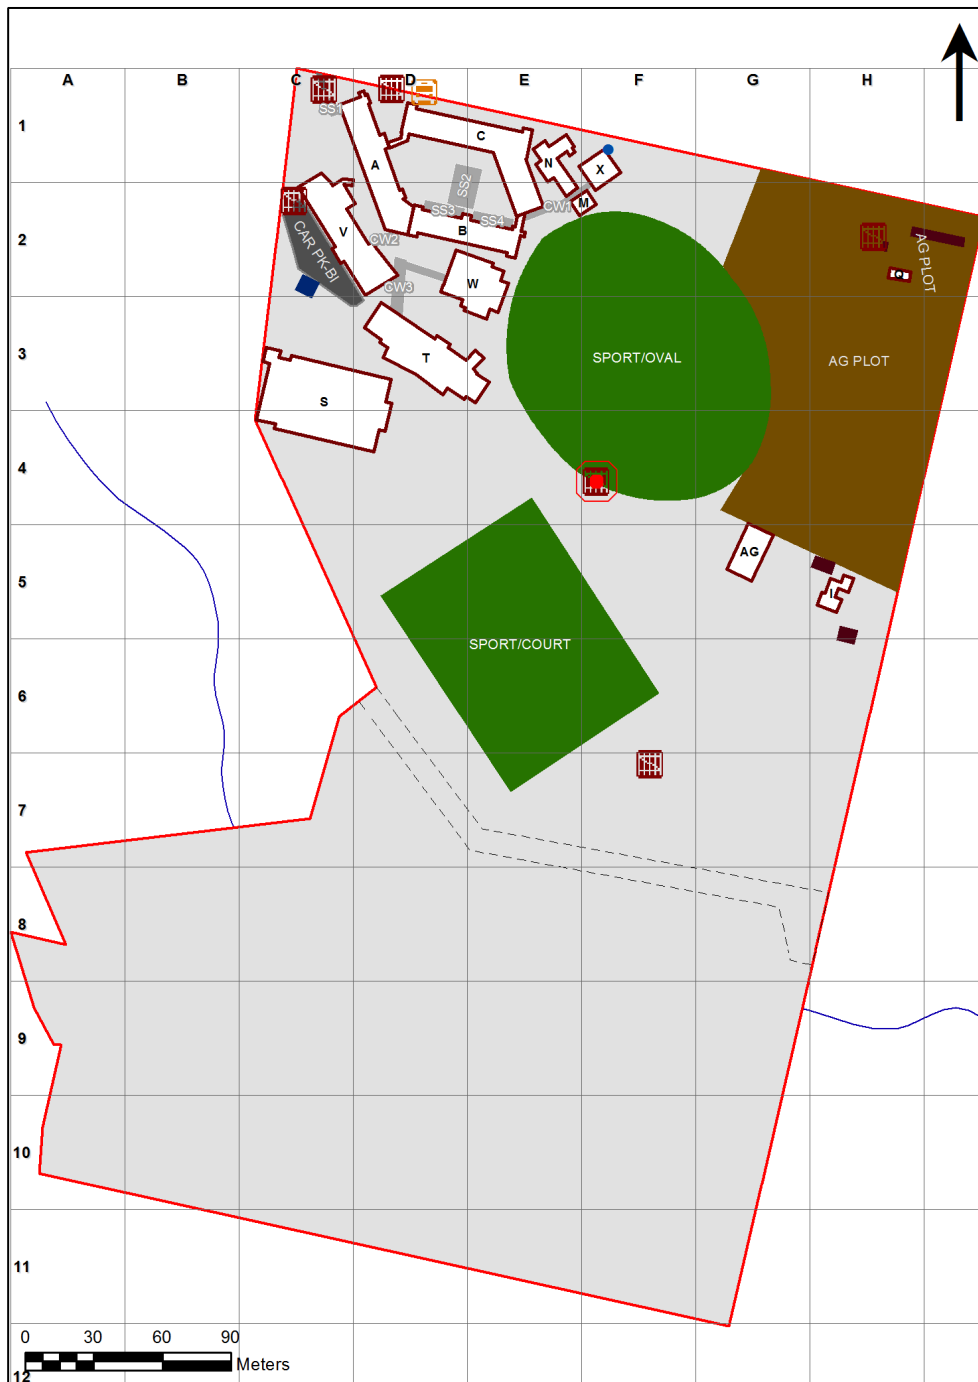 A B C D E F G H
1
SS1
C
A
N
X
SS2
M
SS3
SS4
CW1
2
V
CW2
B
CAR PK-BI
AG PLOT
W
Q
CW3
3
T
SPORT/OVAL
AG PLOT
S
4
AG
5
I
SPORT/COURT
6
7
8
9
10
11
0 30 60 90
Meters
12